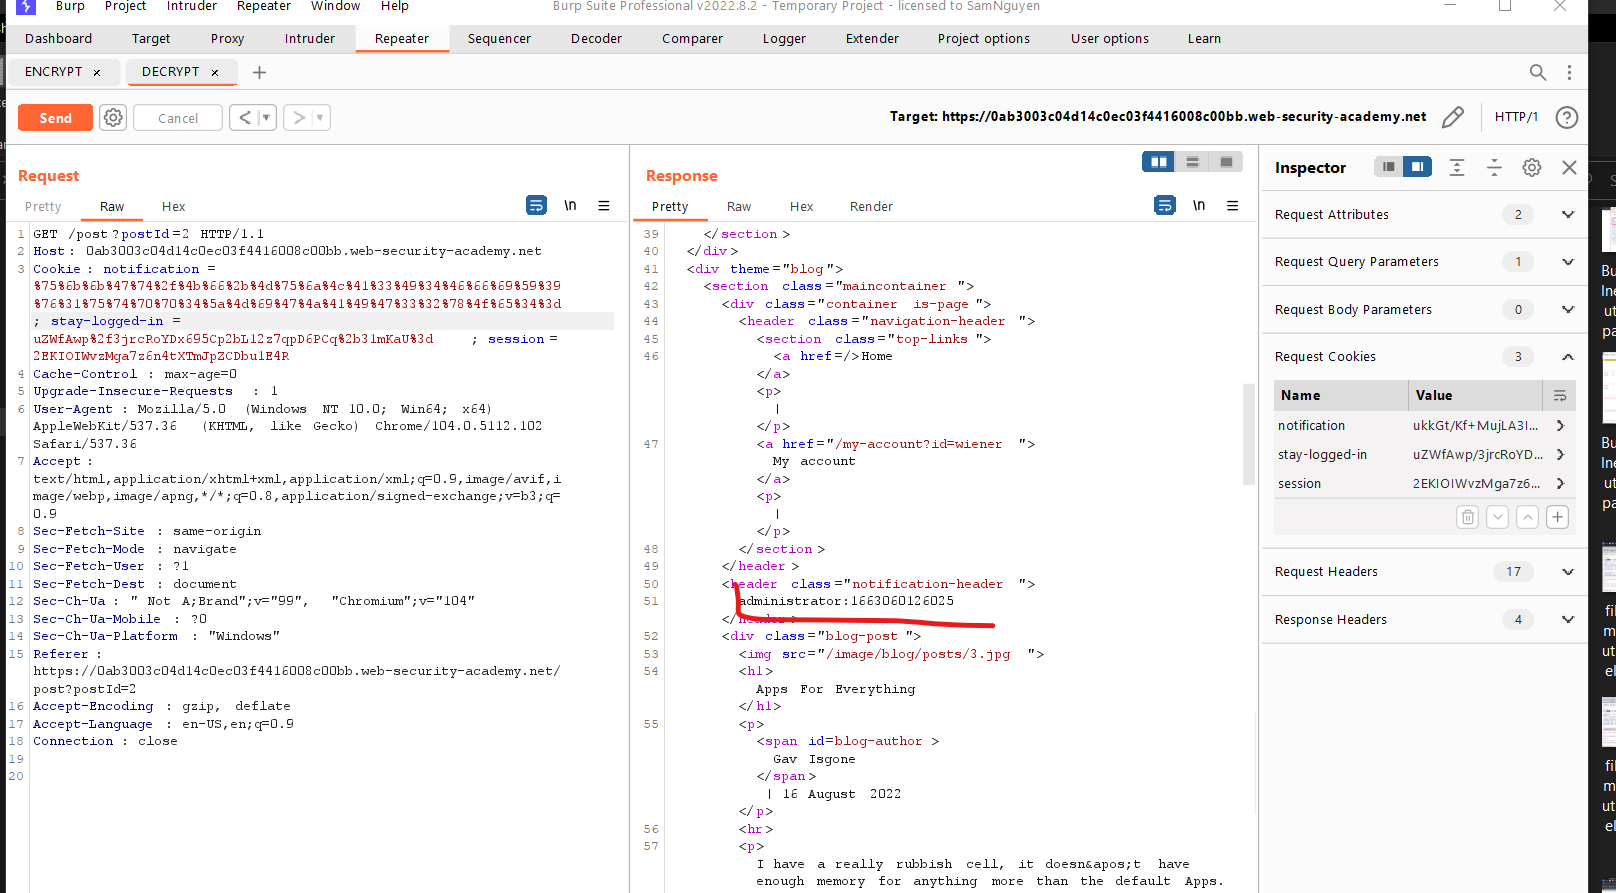 Burp Project Intruder Repeater Window Help
Burp Suite Professional v2022.8.2 - Temporary Project - licensed to SamNguyen
Dashboard Target Proxy Intruder Repeater Sequencer Decoder Comparer Logger Extender Project options User options Learn
ENCRYPT × DECRYPT × +
Send Cancel < >
Target: https://0ab3003c04d14c0ec03f4416008c00bb.web-security-academy.net HTTP/1 ?
Request
Pretty Raw Hex \n
1 GET /post?postId=2 HTTP/1.1
2 Host: 0ab3003c04d14c0ec03f4416008c00bb.web-security-academy.net
3 Cookie: notification=
%75%6b%6b%47%74%2f%4b%66%2b%4d%75%6a%4c%41%33%49%34%46%66%69%59%39
%76%31%75%74%70%70%34%5a%4d%69%47%4a%41%49%47%33%32%78%4f%65%34%3d
; stay-logged-in=
uZWfAwp%2f3jrcRoYDx695Cp2bL12z7qpD6PCq%2b31mKaU%3d ; session=
2EKIOIWvzMga7z6n4tXTmJpZCDbu1E4R
4 Cache-Control: max-age=0
5 Upgrade-Insecure-Requests: 1
6 User-Agent: Mozilla/5.0 (Windows NT 10.0; Win64; x64)
AppleWebKit/537.36 (KHTML, like Gecko) Chrome/104.0.5112.102
Safari/537.36
7 Accept:
text/html,application/xhtml+xml,application/xml;q=0.9,image/avif,i
mage/webp,image/apng,*/*;q=0.8,application/signed-exchange;v=b3;q=
0.9
8 Sec-Fetch-Site: same-origin
9 Sec-Fetch-Mode: navigate
10 Sec-Fetch-User: ?1
11 Sec-Fetch-Dest: document
12 Sec-Ch-Ua: " Not A;Brand";v="99", "Chromium";v="104"
13 Sec-Ch-Ua-Mobile: ?0
14 Sec-Ch-Ua-Platform: "Windows"
15 Referer:
https://0ab3003c04d14c0ec03f4416008c00bb.web-security-academy.net/
post?postId=2
16 Accept-Encoding: gzip, deflate
17 Accept-Language: en-US,en;q=0.9
18 Connection: close
19
20
Response
Pretty Raw Hex Render \n
39 </section>
40 </div>
41 <div theme="blog">
42 <section class="maincontainer">
43 <div class="container is-page">
44 <header class="navigation-header">
45 <section class="top-links">
46 <a href=/>Home
</a>
<p>
|
</p>
47 <a href="/my-account?id=wiener">
My account
</a>
<p>
|
</p>
48 </section>
49 </header>
50 <header class="notification-header">
51 administrator:1663060126025
</header>
52 <div class="blog-post">
53 <img src="/image/blog/posts/3.jpg">
54 <h1>
Apps For Everything
</h1>
55 <p>
<span id=blog-author>
Gav Isgone
</span>
| 16 August 2022
</p>
56 <hr>
57 <p>
I have a really rubbish cell, it doesn&apos;t have
enough memory for anything more than the default Apps.
Inspector
Request Attributes 2
Request Query Parameters 1
Request Body Parameters 0
Request Cookies 3
Name Value
notification ukkGt/Kf+MujLA3I...
stay-logged-in uZWfAwp/3jrcRoYD...
session 2EKIOIWvzMga7z6...
Request Headers 17
Response Headers 4